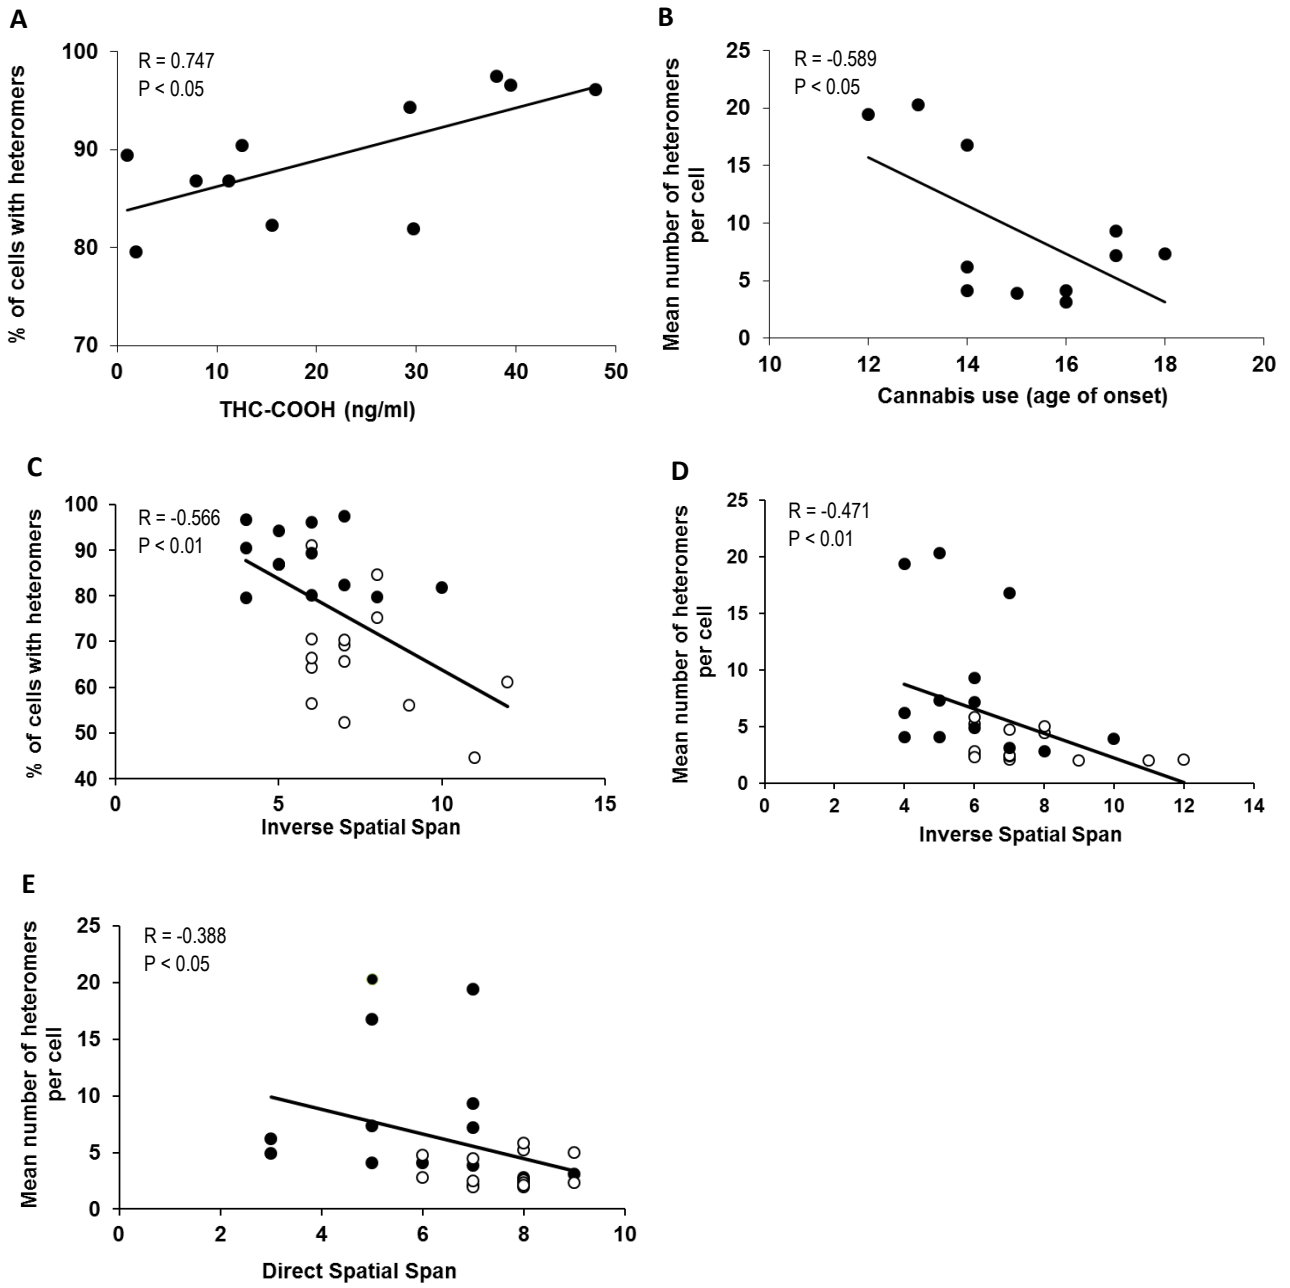 A
R = 0.747
P < 0.05
% of cells with heteromers
100
90
80
70
0 10 20 30 40 50
THC-COOH (ng/ml)
B
R = -0.589
P < 0.05
Mean number of heteromers
per cell
25
20
15
10
5
0
10 12 14 16 18 20
Cannabis use (age of onset)
C
R = -0.566
P < 0.01
% of cells with heteromers
100
90
80
70
60
50
40
0 5 10 15
Inverse Spatial Span
D
R = -0.471
P < 0.01
Mean number of heteromers
per cell
25
20
15
10
5
0
0 2 4 6 8 10 12 14
Inverse Spatial Span
E
R = -0.388
P < 0.05
Mean number of heteromers
per cell
25
20
15
10
5
0
0 2 4 6 8 10
Direct Spatial Span